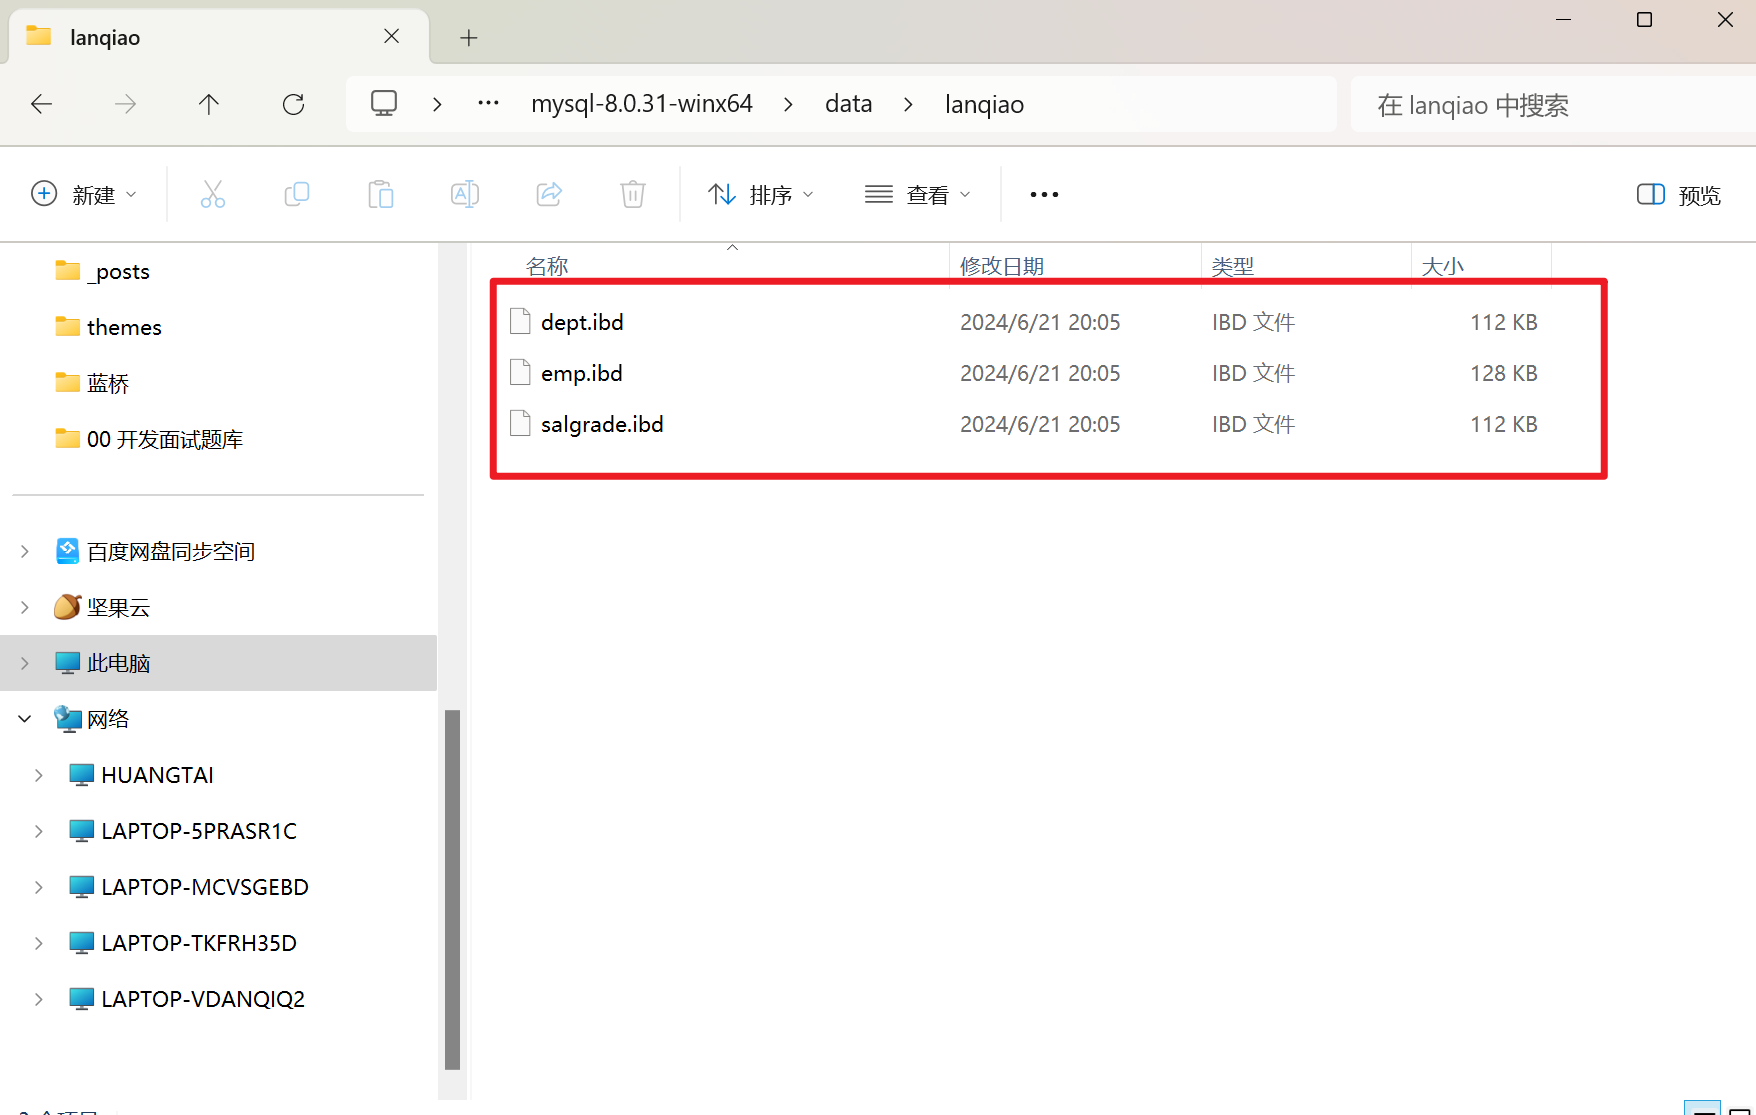 lanqiao
mysql-8.0.31-winx64 data lanqiao
在 lanqiao 中搜索
新建
排序
查看
预览
_posts
themes
蓝桥
00 开发面试题库
百度网盘同步空间
坚果云
此电脑
网络
HUANGTAI
LAPTOP-5PRASR1C
LAPTOP-MCVSGEBD
LAPTOP-TKFRH35D
LAPTOP-VDANQIQ2
名称 修改日期 类型 大小
dept.ibd 2024/6/21 20:05 IBD 文件 112 KB
emp.ibd 2024/6/21 20:05 IBD 文件 128 KB
salgrade.ibd 2024/6/21 20:05 IBD 文件 112 KB